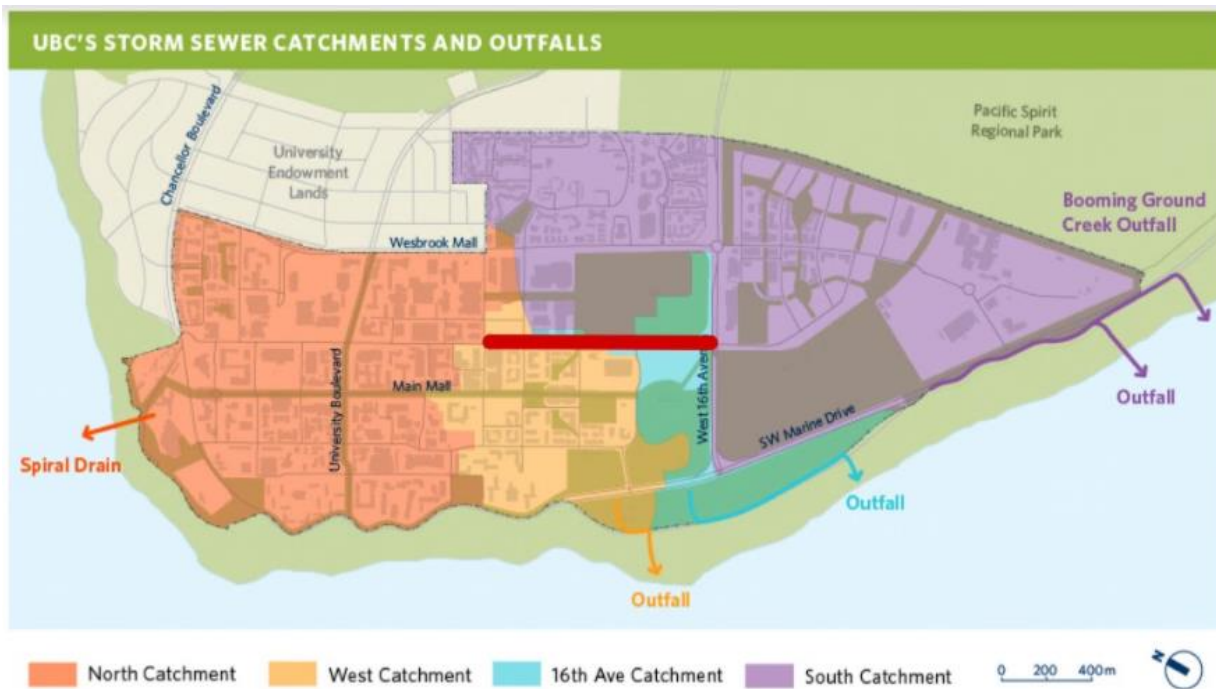 UBC'S STORM SEWER CATCHMENTS AND OUTFALLS
Chancellor Boulevard
University
Endowment
Lands
Pacific Spirit
Regional Park
Booming Ground
Creek Outfall
Wesbrook Mall
University Boulevard
Main Mall
West 16th Aven
SW Marine Drive
Outfall
Spiral Drain
Outfall
Outfall
North Catchment
West Catchment
16th Ave Catchment
South Catchment
0 200 400m
N